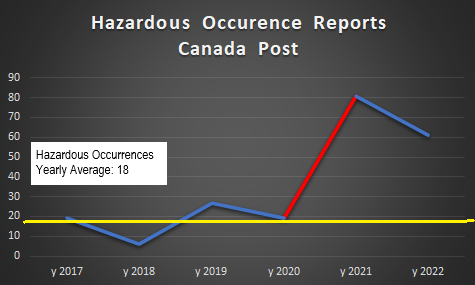 Hazardous Occurence Reports
Canada Post
90
80
70
60
50
40
30
20
10
0
Hazardous Occurrences
Yearly Average: 18
y 2017 y 2018 y 2019 y 2020 y 2021 y 2022